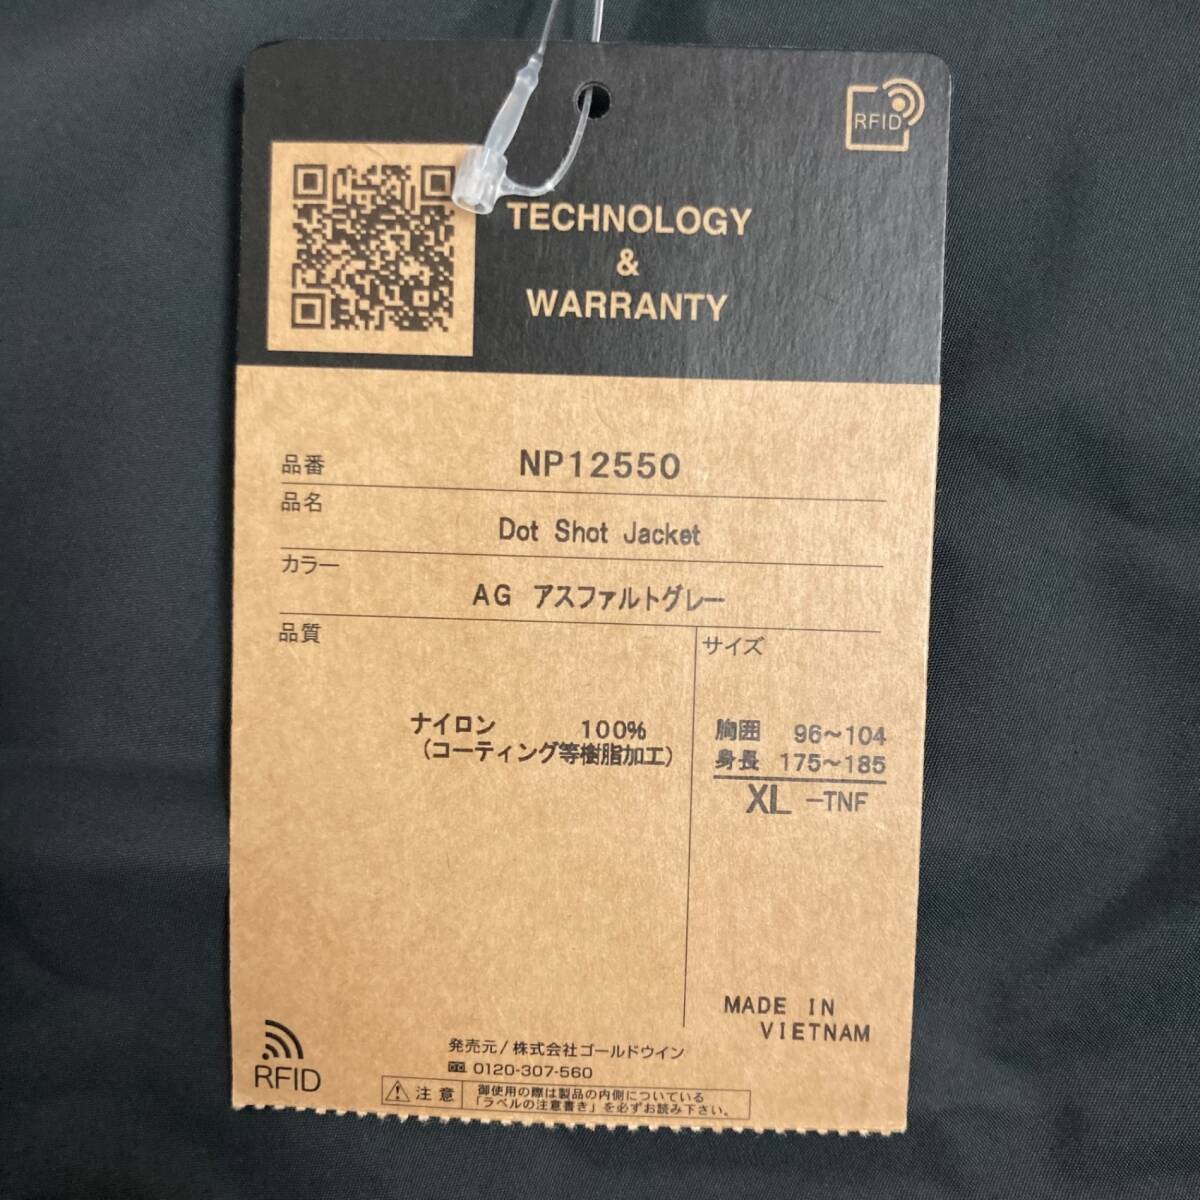 RFID
TECHNOLOGY
&
WARRANTY
品番 NP12550
品名
Dot Shot Jacket
カラー
AG アスファルトグレー
品質
サイズ
ナイロン 100%
(コーティング等樹脂加工)
胸囲 96~104
身長 175~185
XL -TNF
MADE IN
VIETNAM
RFID
発売元/株式会社ゴールドウイン
0120-307-560
注意
御使用の際は製品の内側についている
「ラベルの注意書き」を必ずお読み下さい。